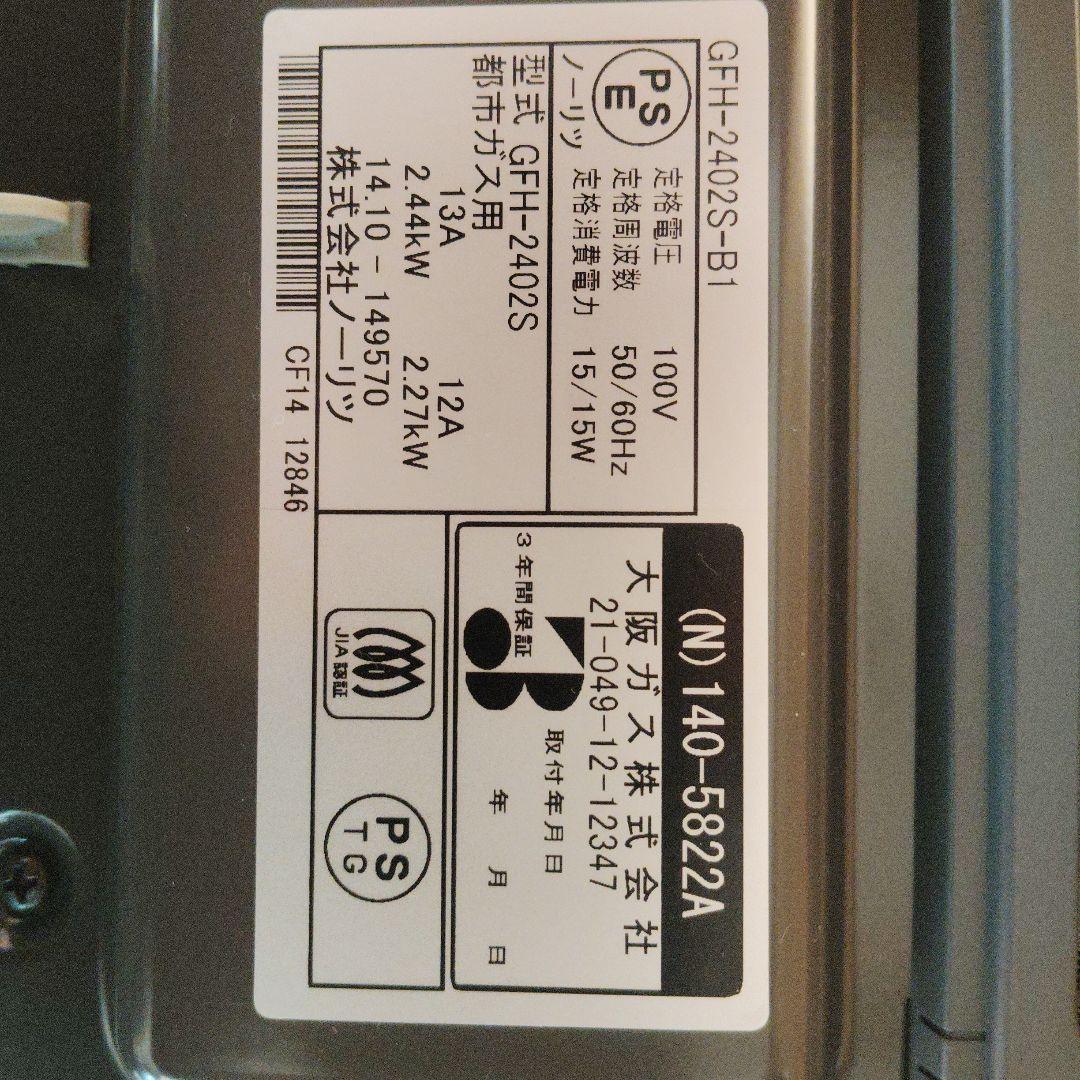 GFH-2402S-B1
PS
E
ノーリツ
定格電圧 100V
定格周波数 50/60Hz
定格消費電力 15/15W
型式 GFH-2402S
都市ガス用
13A 12A
2.44kW 2.27kW
14.10-149570
株式会社ノーリツ
CF14 12846
(N)140-5822A
大阪ガス株式会社
21-049-12-12347
取付年月日
3年間保証
年 月 日
JIA認証
PS
TG